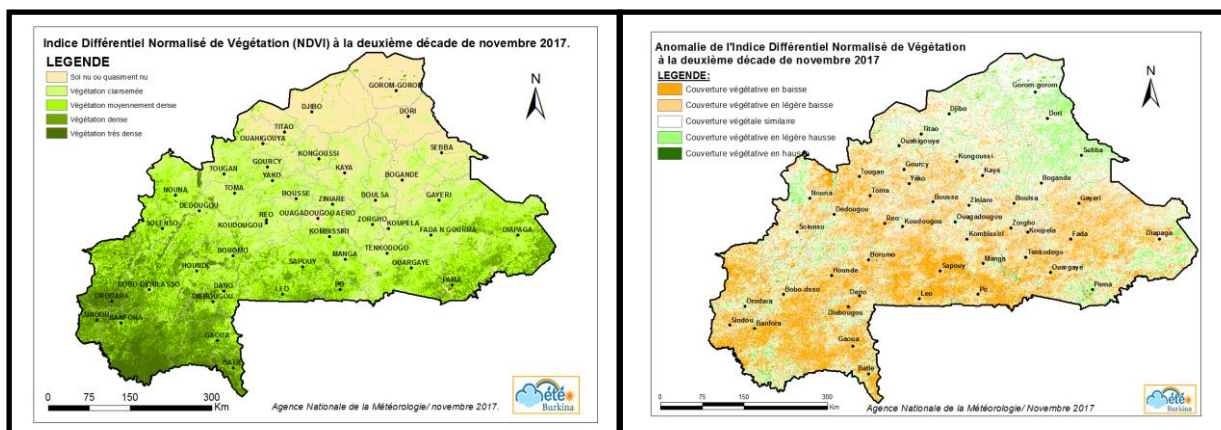 Indice Différentiel Normalisé de Végétation (NDVI) à la deuxième décade de novembre 2017.
LEGENDE
Sol nu ou quasiment nu
Végétation clairsemée
Végétation moyennement dense
Végétation dense
Végétation très dense
N
GOROM-GOROM
DJIBO
DORI
TITAO
OUAHIGOUYA
SEBBA
KONGOUSSI
GOURCY
TOUGAN
KAYA
YAKO
BOGANDE
TOMA
NOUNA
BOUSSE
BOULSA
GAYERI
ZINIARE
DEDOUGOU
REO
OUAGADOUGOU AERO
SOLENSO
KOUDOUGOU
ZORGHO
KOUPELA
KOMBISSIRI
FADA N GOURMA
DIAPAGA
TENKODOGO
BOROMO
MANGA
HOUNDE
SAPOUY
OUARGAYE
PAMA
BOBO-DIOULASSO
DANO
LEO
PO
ORODARA
DIEBOUGOU
SINDOU
BANFORA
GAOUA
BATIE
0 75 150 300
Km
Agence Nationale de la Météorologie/ novembre 2017.
été
Burkina
Anomalie de l'Indice Différentiel Normalisé de Végétation
à la deuxième décade de novembre 2017
LEGENDE:
Couverture végétative en baisse
Couverture végétative en légère baisse
Couverture végétale similaire
Couverture végétative en légère hausse
Couverture végétative en hausse
N
Gorom-gorom
Djibo
Dori
Titao
Ouahigouya
Sebba
Kongoussi
Gourcy
Tougan
Kaya
Yako
Bogande
Toma
Nouna
Bousse
Boulsa
Gayeri
Ziniare
Dedougou
Reo
Ouagadougou
Koudougou
Zorgho
Solenso
Koupela
Kombissiri
Fada
Diapaga
Tenkodogo
Boromo
Manga
Hounde
Sapouy
Ouargaye
Pama
Bobo-dsso
Dano
Leo
Po
Orodara
Diebougou
Sindou
Banfora
Gaoua
Batie
0 75 150 300
Km
Agence Nationale de la Météorologie/ Novembre 2017
été
Burkina